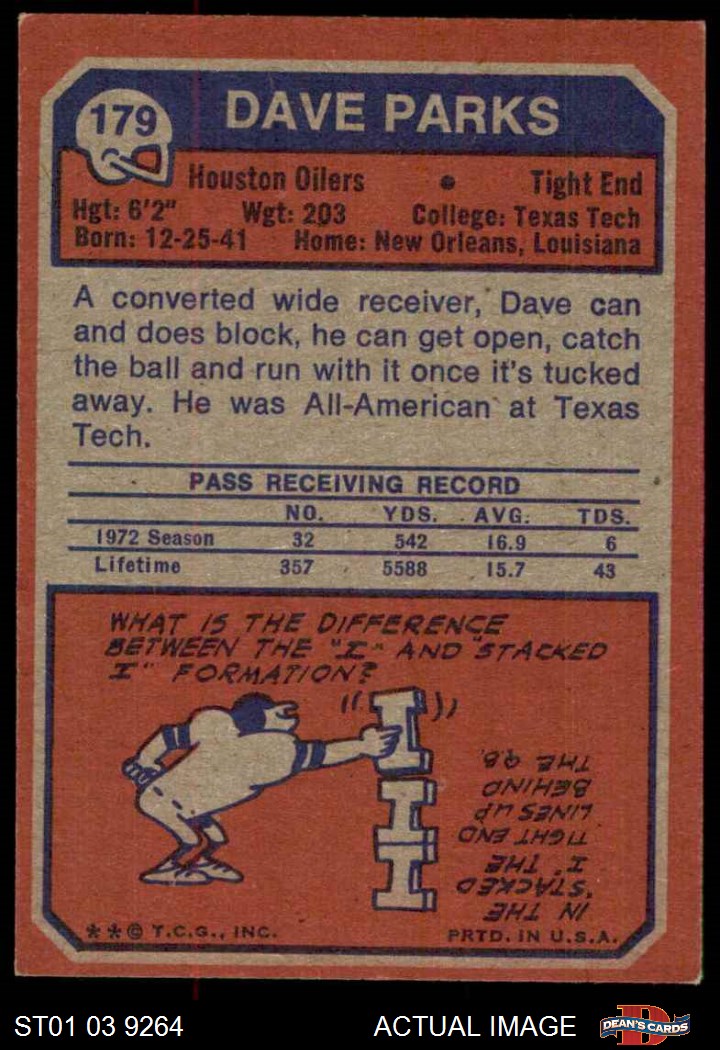 179
DAVE PARKS
Houston Oilers • Tight End
Hgt: 6'2" Wgt: 203 College: Texas Tech
Born: 12-25-41 Home: New Orleans, Louisiana
A converted wide receiver, Dave can
and does block, he can get open, catch
the ball and run with it once it's tucked
away. He was All-American at Texas
Tech.
PASS RECEIVING RECORD
NO. YDS. AVG. TDS.
1972 Season 32 542 16.9 6
Lifetime 357 5588 15.7 43
WHAT IS THE DIFFERENCE
BETWEEN THE "I" AND "STACKED
I" FORMATION?
I
I
I
IN THE
"STACKED
I" THE
TIGHT END
LINES UP
BEHIND
THE Q.B.
**© T.C.G., INC. PRTD. IN U.S.A.
ST01 03 9264 ACTUAL IMAGE
D
DEAN'S CARDS